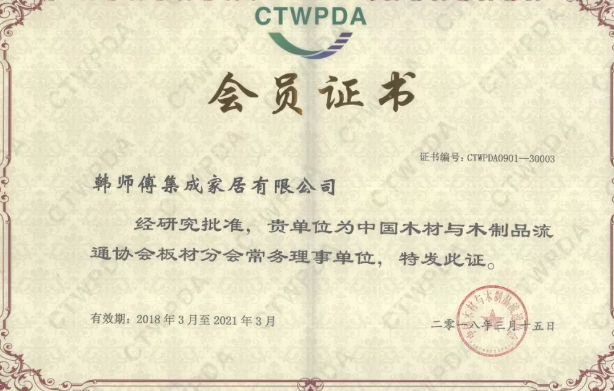 CTWPDA
会员证书
证书编号：CTWPDA0901—30003
韩师傅集成家居有限公司
经研究批准，贵单位为中国木材与木制品流
通协会板材分会常务理事单位，特发此证。
有效期：2018年3月至2021年3月
二零一八年三月十五日